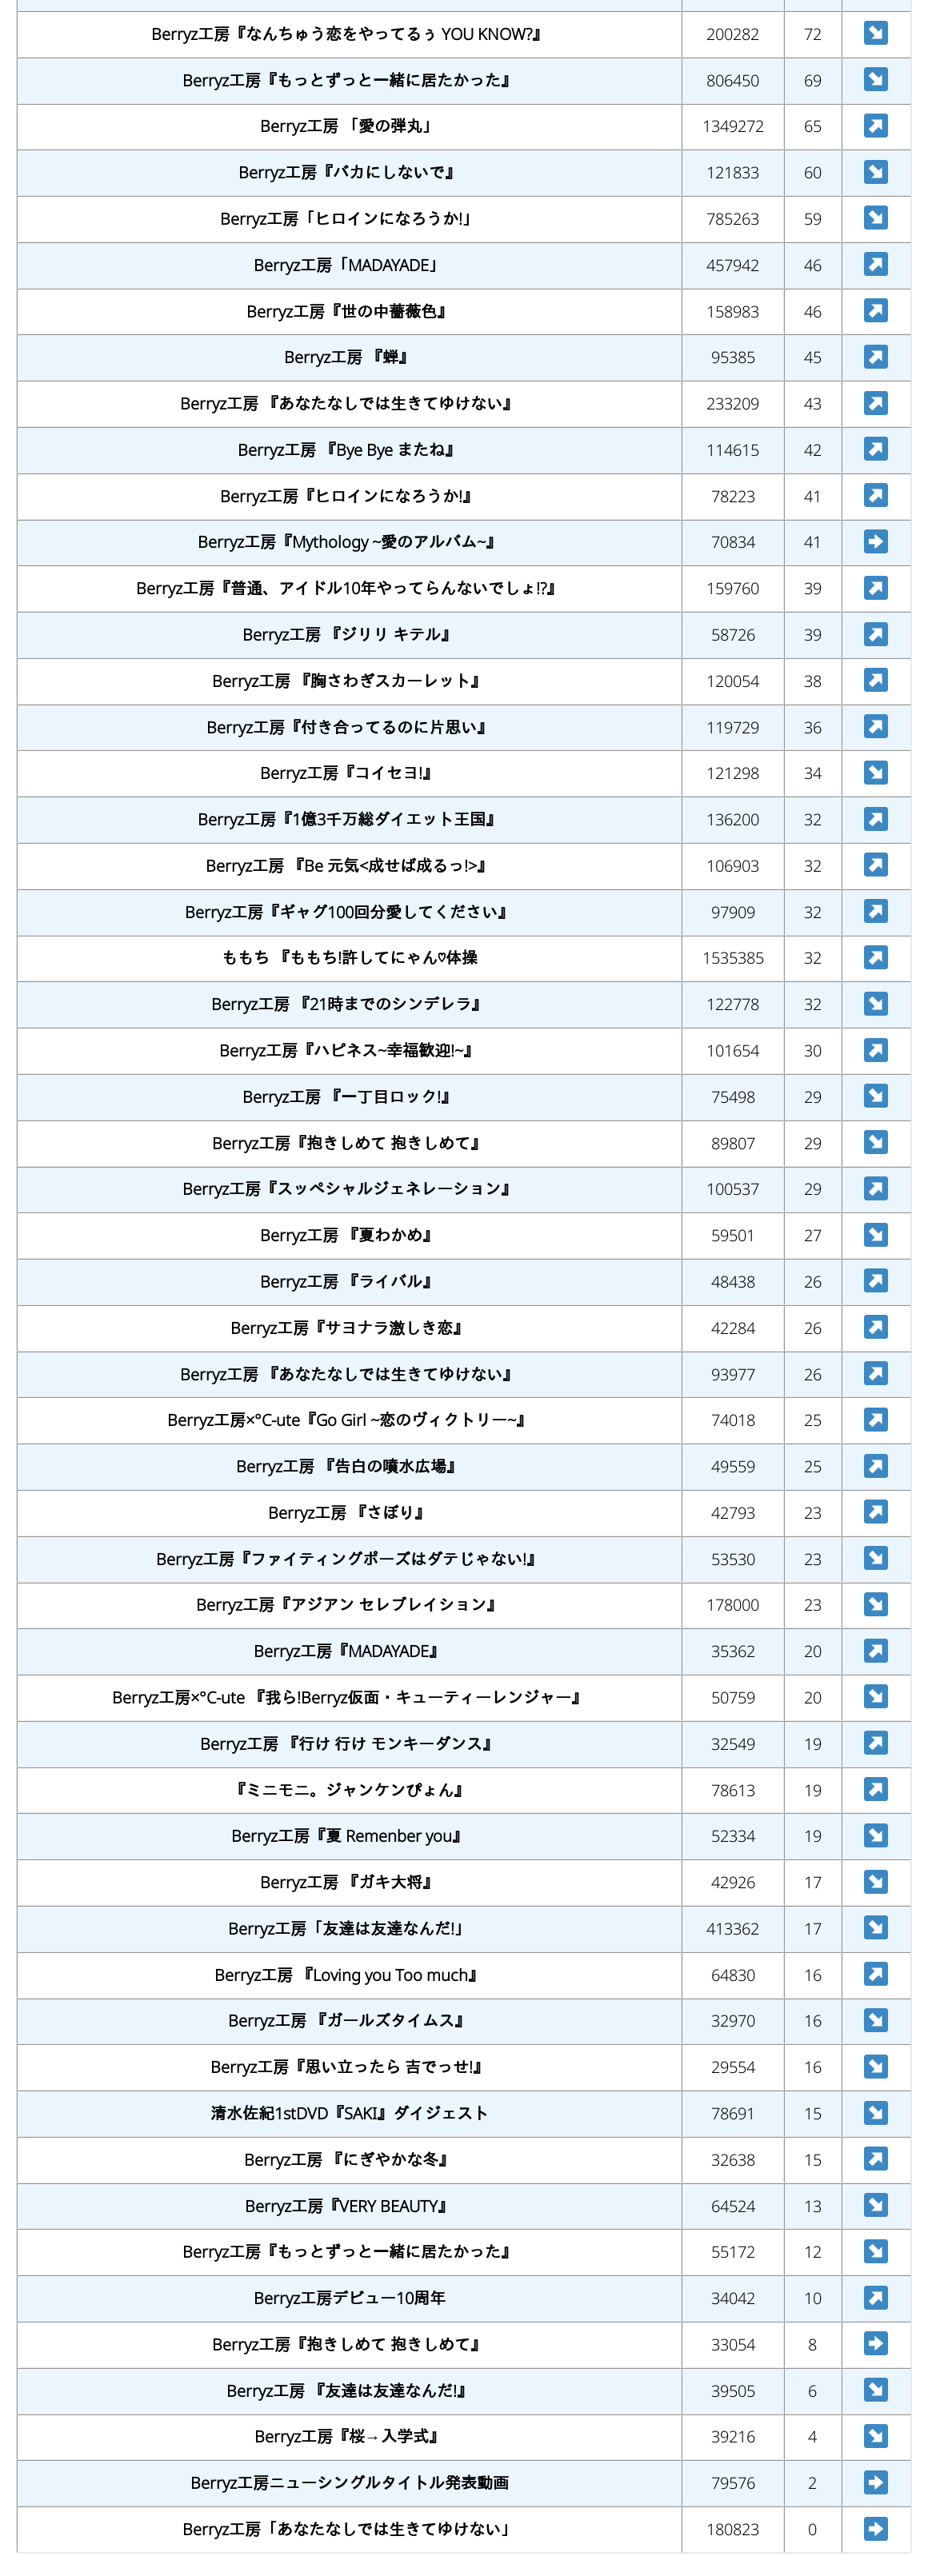 Berryz工房『なんちゅう恋をやってるぅ YOU KNOW?』 200282 72 ↘
Berryz工房『もっとずっと一緒に居たかった』 806450 69 ↘
Berryz工房 「愛の弾丸」 1349272 65 ↗
Berryz工房『バカにしないで』 121833 60 ↘
Berryz工房「ヒロインになろうか!」 785263 59 ↘
Berryz工房「MADAYADE」 457942 46 ↗
Berryz工房『世の中薔薇色』 158983 46 ↗
Berryz工房 『蝉』 95385 45 ↗
Berryz工房 『あなたなしでは生きてゆけない』 233209 43 ↗
Berryz工房 『Bye Bye またね』 114615 42 ↗
Berryz工房『ヒロインになろうか!』 78223 41 ↗
Berryz工房『Mythology ~愛のアルバム~』 70834 41 ➡
Berryz工房『普通、アイドル10年やってらんないでしょ!?』 159760 39 ↗
Berryz工房 『ジリリ キテル』 58726 39 ↗
Berryz工房 『胸さわぎスカーレット』 120054 38 ↗
Berryz工房『付き合ってるのに片思い』 119729 36 ↗
Berryz工房『コイセヨ!』 121298 34 ↘
Berryz工房『1億3千万総ダイエット王国』 136200 32 ↗
Berryz工房 『Be 元気<成せば成るっ!>』 106903 32 ↗
Berryz工房『ギャグ100回分愛してください』 97909 32 ↗
ももち 『ももち!許してにゃん♡体操 1535385 32 ↗
Berryz工房 『21時までのシンデレラ』 122778 32 ↘
Berryz工房『ハピネス~幸福歓迎!~』 101654 30 ↗
Berryz工房 『一丁目ロック!』 75498 29 ↘
Berryz工房『抱きしめて 抱きしめて』 89807 29 ↘
Berryz工房『スッペシャルジェネレ～ション』 100537 29 ↗
Berryz工房 『夏わかめ』 59501 27 ↘
Berryz工房 『ライバル』 48438 26 ↗
Berryz工房『サヨナラ激しき恋』 42284 26 ↗
Berryz工房 『あなたなしでは生きてゆけない』 93977 26 ↗
Berryz工房×°C-ute『Go Girl ~恋のヴィクトリー~』 74018 25 ↗
Berryz工房 『告白の噴水広場』 49559 25 ↗
Berryz工房 『さぼり』 42793 23 ↗
Berryz工房『ファイティングポーズはダテじゃない!』 53530 23 ↘
Berryz工房『アジアン セレブレイション』 178000 23 ↘
Berryz工房『MADAYADE』 35362 20 ↗
Berryz工房×°C-ute 『我ら!Berryz仮面・キューティーレンジャー』 50759 20 ↘
Berryz工房 『行け 行け モンキーダンス』 32549 19 ↗
『ミニモニ。ジャンケンぴょん』 78613 19 ↗
Berryz工房『夏 Remenber you』 52334 19 ↘
Berryz工房 『ガキ大将』 42926 17 ↘
Berryz工房「友達は友達なんだ!」 413362 17 ↘
Berryz工房 『Loving you Too much』 64830 16 ↗
Berryz工房 『ガールズタイムス』 32970 16 ↘
Berryz工房『思い立ったら 吉でっせ!』 29554 16 ↘
清水佐紀1stDVD『SAKI』ダイジェスト 78691 15 ↘
Berryz工房 『にぎやかな冬』 32638 15 ↗
Berryz工房『VERY BEAUTY』 64524 13 ↘
Berryz工房『もっとずっと一緒に居たかった』 55172 12 ↘
Berryz工房デビュー10周年 34042 10 ↗
Berryz工房『抱きしめて 抱きしめて』 33054 8 ➡
Berryz工房 『友達は友達なんだ!』 39505 6 ↘
Berryz工房『桜→入学式』 39216 4 ↘
Berryz工房ニューシングルタイトル発表動画 79576 2 ➡
Berryz工房「あなたなしでは生きてゆけない」 180823 0 ➡